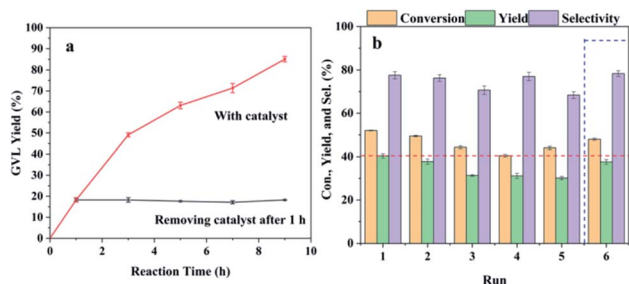 a
GVL Yield (%)
100
90
80
70
60
50
40
30
20
10
0
With catalyst
Removing catalyst after 1 h
0 2 4 6 8 10
Reaction Time (h)
Conversion Yield Selectivity
b
Con., Yield, and Sel. (%)
100
80
60
40
20
0
1 2 3 4 5 6
Run